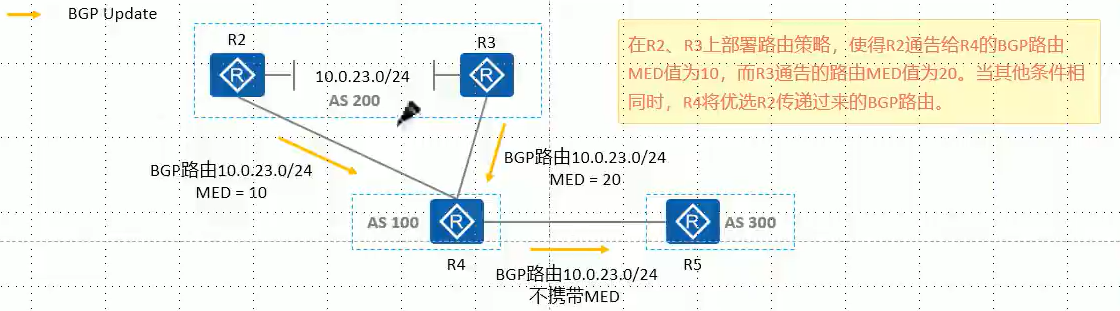 BGP Update
R2
R3
10.0.23.0/24
AS 200
在R2、R3上部署路由策略，使得R2通告给R4的BGP路由
MED值为10，而R3通告的路由MED值为20。当其他条件相
同时，R4将优选R2传递过来的BGP路由。
BGP路由10.0.23.0/24
MED = 10
BGP路由10.0.23.0/24
MED = 20
AS 100
R4
AS 300
R5
BGP路由10.0.23.0/24
不携带MED